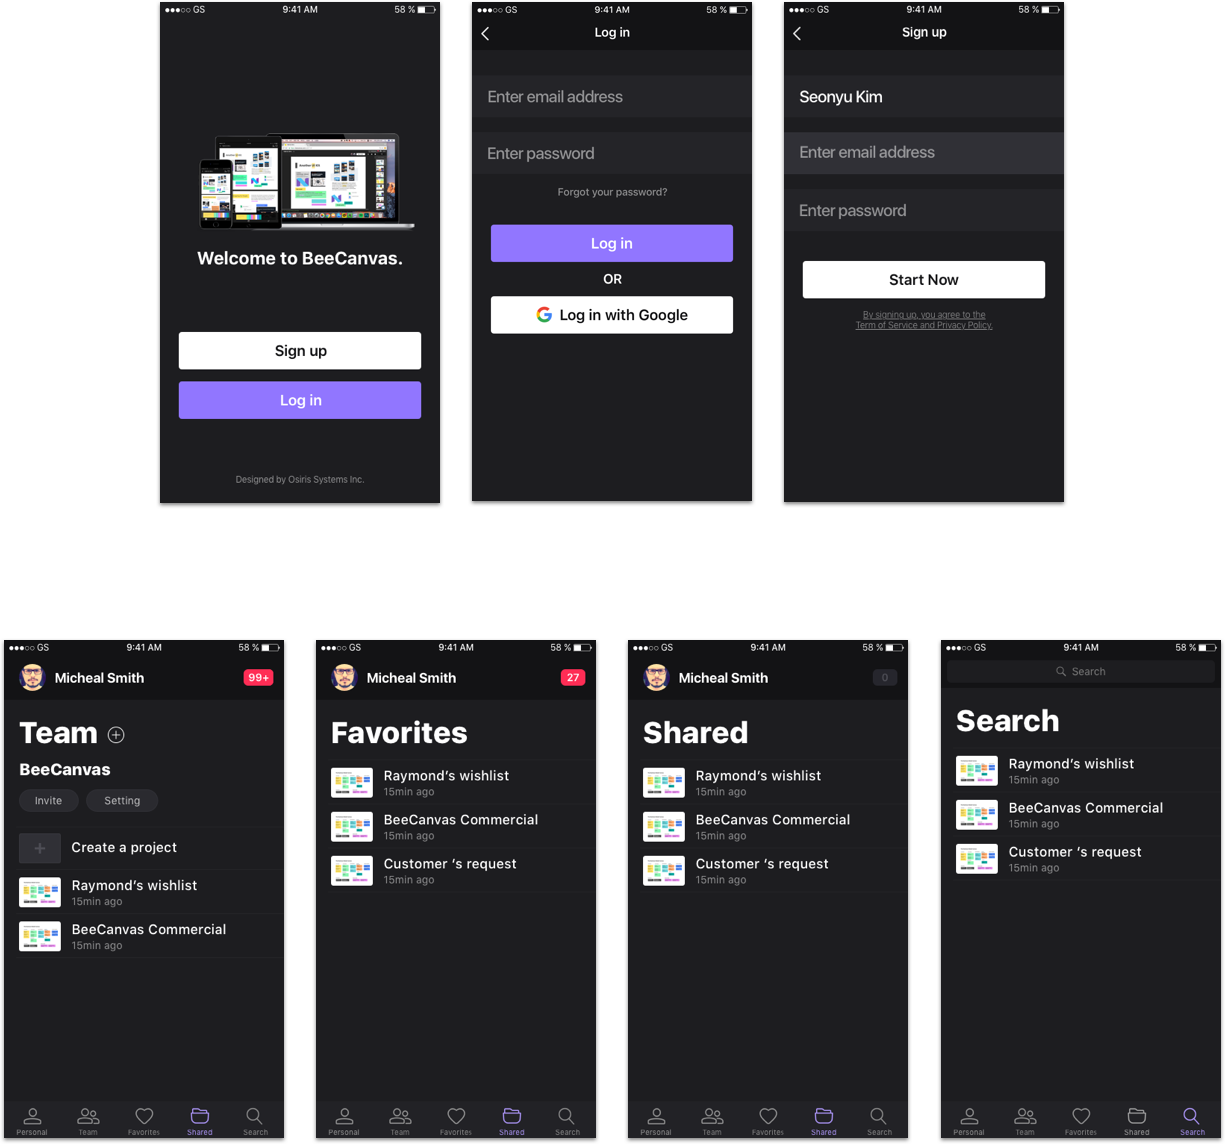 GS 9:41 AM 58 %
Welcome to BeeCanvas.
Sign up
Log in
Designed by Osiris Systems Inc.
GS 9:41 AM 58 %
Log in
Enter email address
Enter password
Forgot your password?
Log in
OR
Log in with Google
GS 9:41 AM 58 %
Sign up
Seonyu Kim
Enter email address
Enter password
Start Now
By signing up, you agree to the
Term of Service and Privacy Policy.
GS 9:41 AM 58 %
Micheal Smith 99+
Team
BeeCanvas
Invite Setting
Create a project
Raymond's wishlist
15min ago
BeeCanvas Commercial
15min ago
Personal Team Favorites Shared Search
GS 9:41 AM 58 %
Micheal Smith 27
Favorites
Raymond's wishlist
15min ago
BeeCanvas Commercial
15min ago
Customer 's request
15min ago
Personal Team Favorites Shared Search
GS 9:41 AM 58 %
Micheal Smith 0
Shared
Raymond's wishlist
15min ago
BeeCanvas Commercial
15min ago
Customer 's request
15min ago
Personal Team Favorites Shared Search
GS 9:41 AM 58 %
Search
Search
Raymond's wishlist
15min ago
BeeCanvas Commercial
15min ago
Customer 's request
15min ago
Personal Team Favorites Shared Search